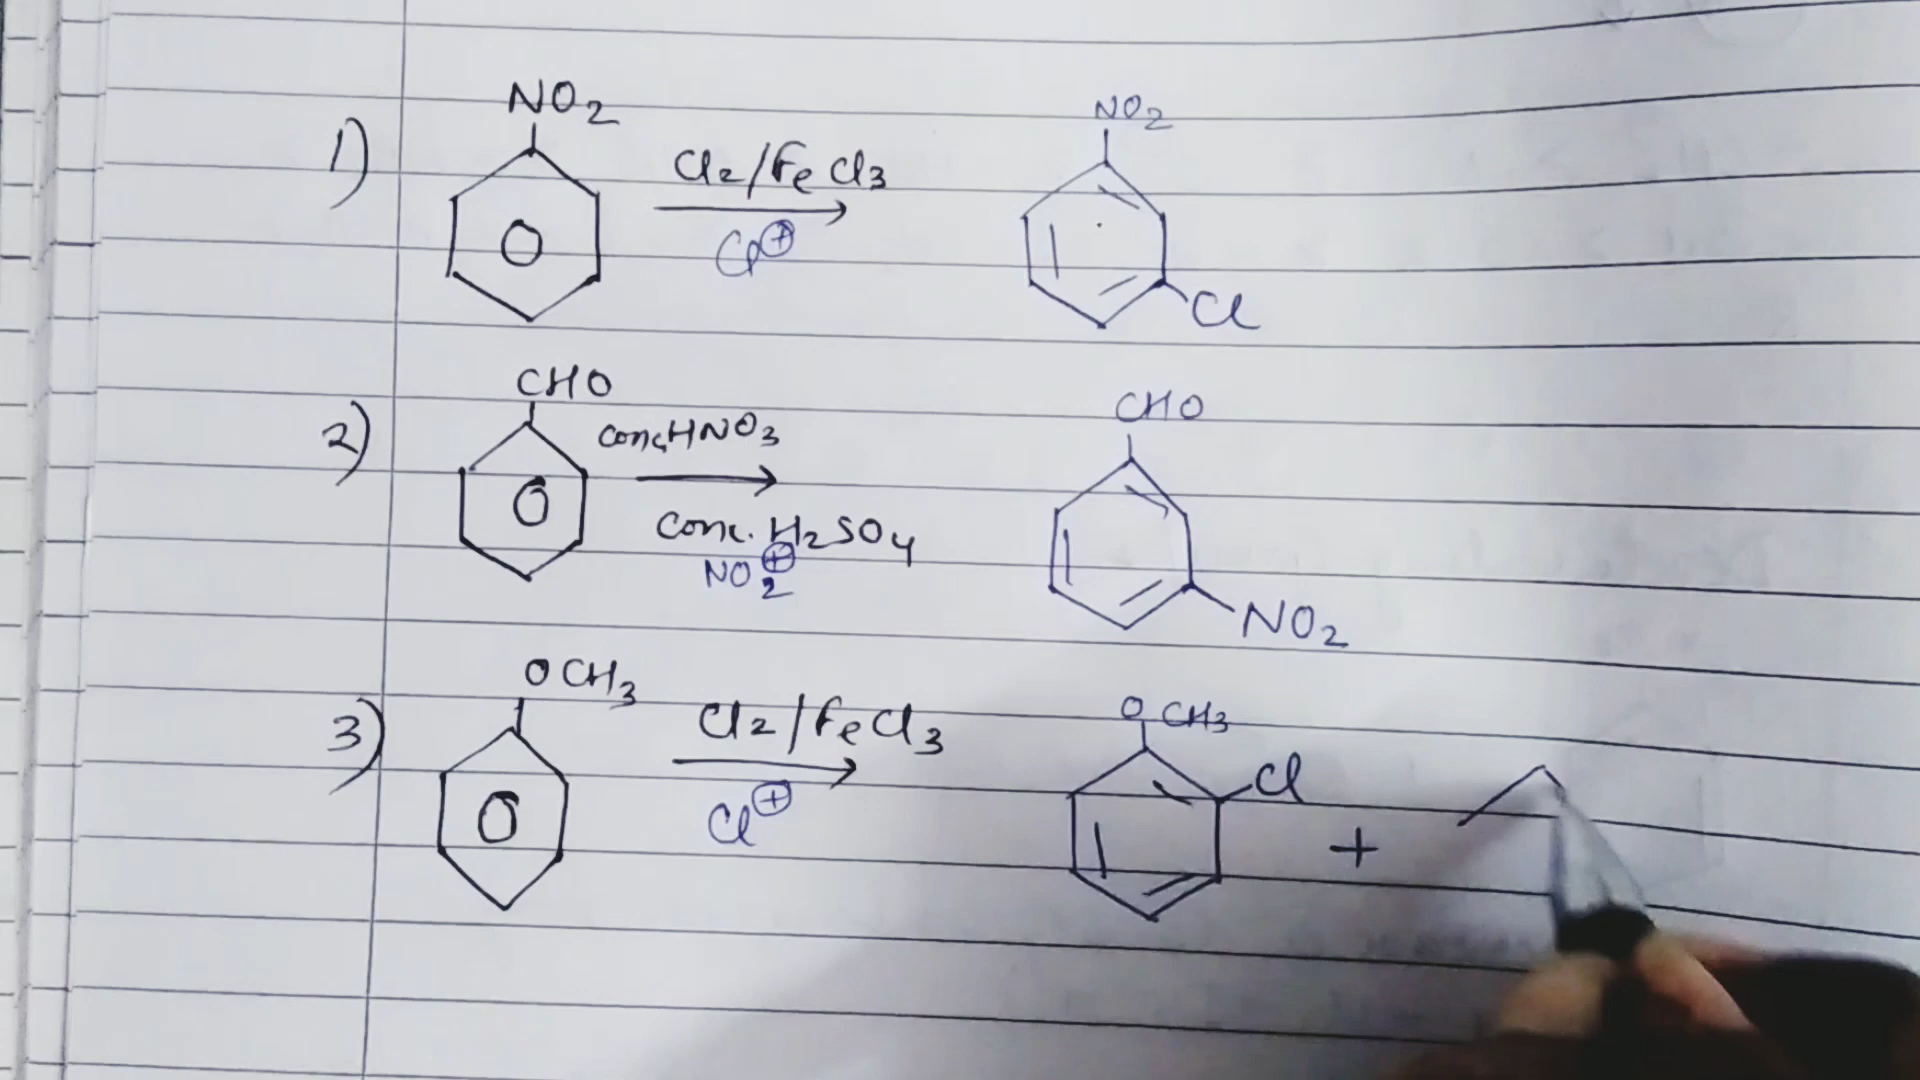 1) NO2 Cl2/FeCl3 NO2
Cl⊕
Cl
2) CHO conc.HNO3 CHO
conc. H2SO4
NO2⊕
NO2
3) OCH3 Cl2/FeCl3 OCH3
Cl⊕
Cl
+